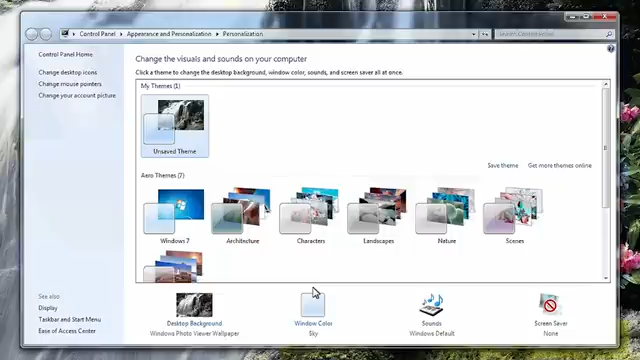 Control Panel ▸ Appearance and Personalization ▸ Personalization
Search Control Panel
Control Panel Home
Change desktop icons
Change mouse pointers
Change your account picture
Change the visuals and sounds on your computer
Click a theme to change the desktop background, window color, sounds, and screen saver all at once.
My Themes (1)
Unsaved Theme
Save theme
Get more themes online
Aero Themes (7)
Windows 7
Architecture
Characters
Landscapes
Nature
Scenes
See also
Display
Taskbar and Start Menu
Ease of Access Center
Desktop Background
Windows Photo Viewer Wallpaper
Window Color
Sky
Sounds
Windows Default
Screen Saver
None